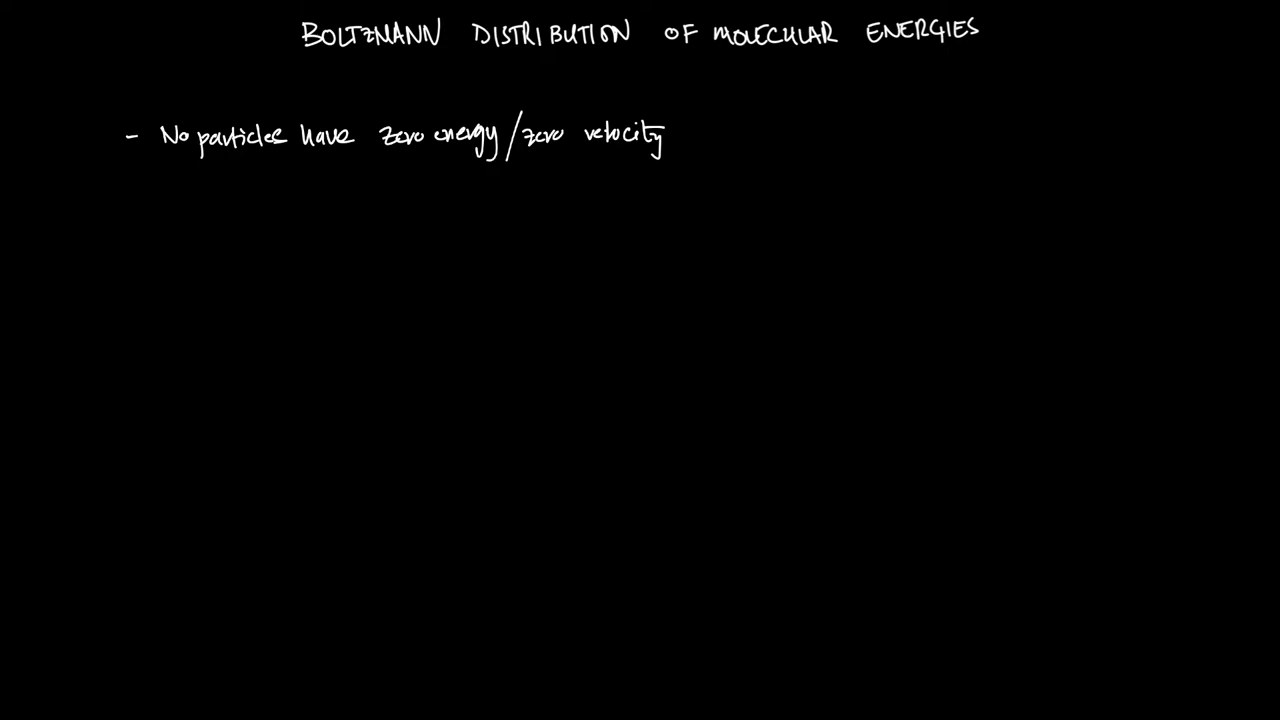 BOLTZMANN DISTRIBUTION OF MOLECULAR ENERGIES
- No particles have zero energy/zero velocity